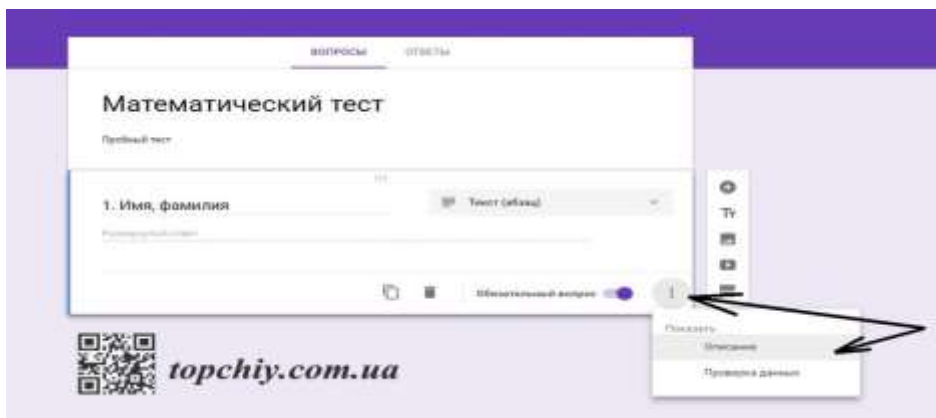 ВОПРОСЫ ОТВЕТЫ
Математический тест
Пробный тест
1. Имя, фамилия
Текст (абзац)
Развернутый ответ
Обязательный вопрос
Показать
Описание
Проверка данных
topchiy.com.ua